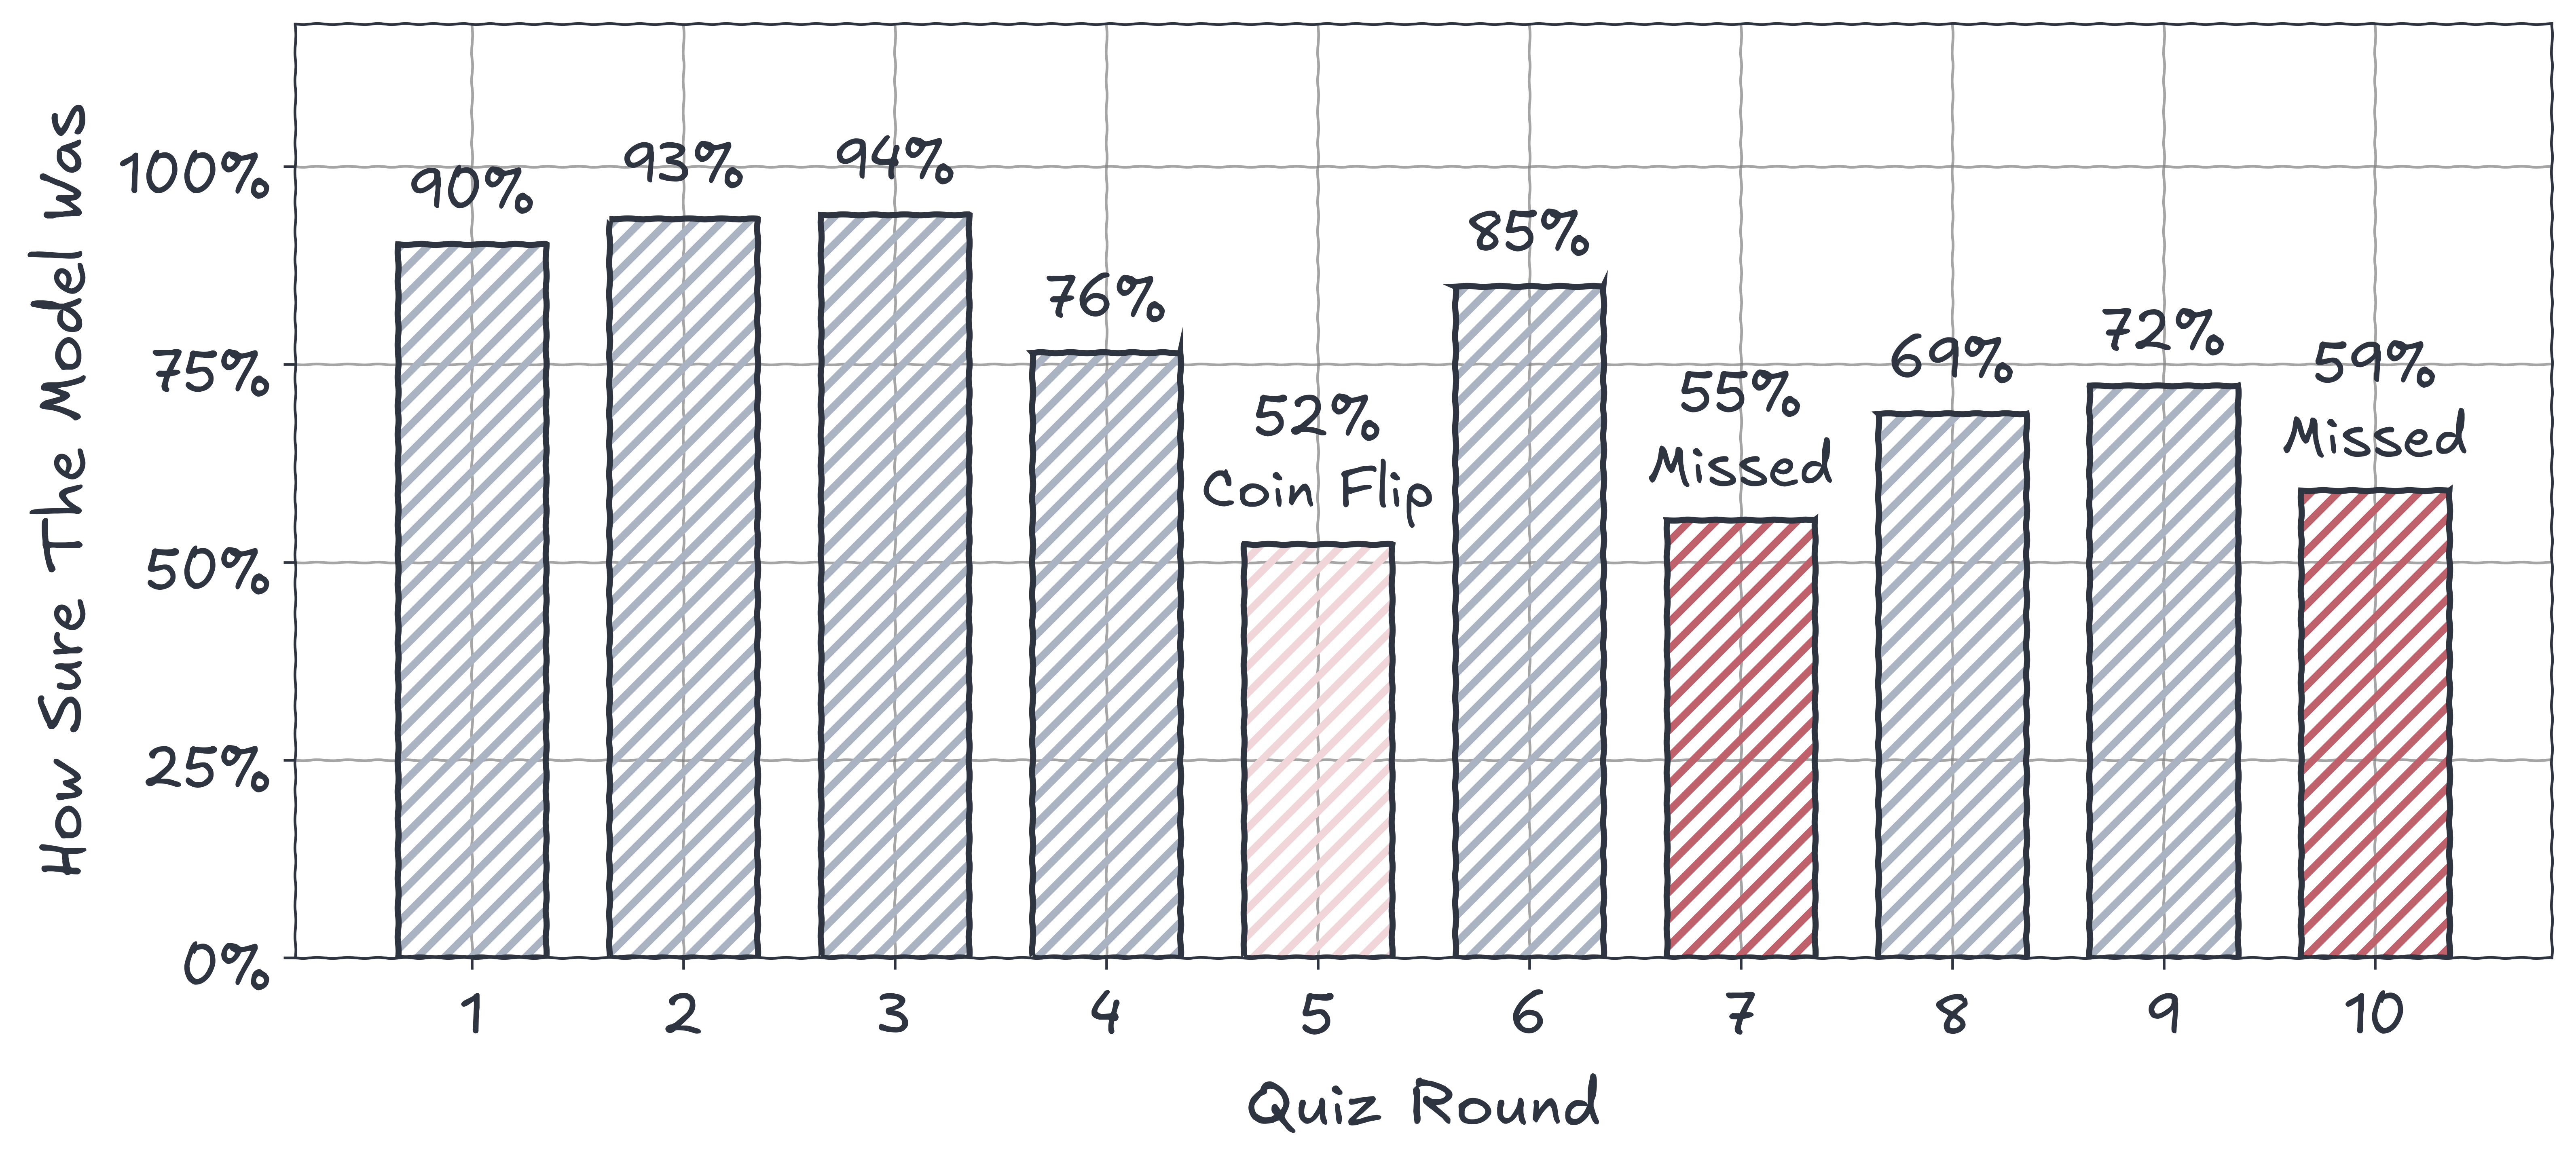 How Sure The Model Was
100%
75%
50%
25%
0%
90%
93%
94%
76%
52%
Coin Flip
85%
55%
Missed
69%
72%
59%
Missed
1 2 3 4 5 6 7 8 9 10
Quiz Round